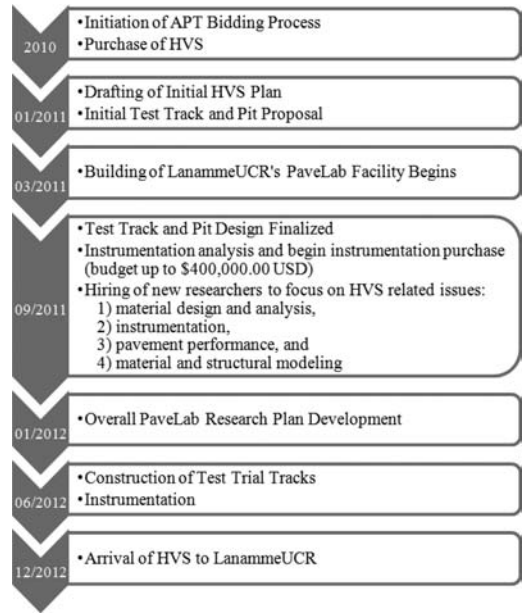 2010
•Initiation of APT Bidding Process
•Purchase of HVS
01/2011
•Drafting of Initial HVS Plan
•Initial Test Track and Pit Proposal
03/2011
•Building of LanammeUCR's PaveLab Facility Begins
09/2011
•Test Track and Pit Design Finalized
•Instrumentation analysis and begin instrumentation purchase
(budget up to $400,000.00 USD)
•Hiring of new researchers to focus on HVS related issues:
1) material design and analysis,
2) instrumentation,
3) pavement performance, and
4) material and structural modeling
01/2012
•Overall PaveLab Research Plan Development
06/2012
•Construction of Test Trial Tracks
•Instrumentation
12/2012
•Arrival of HVS to LanammeUCR